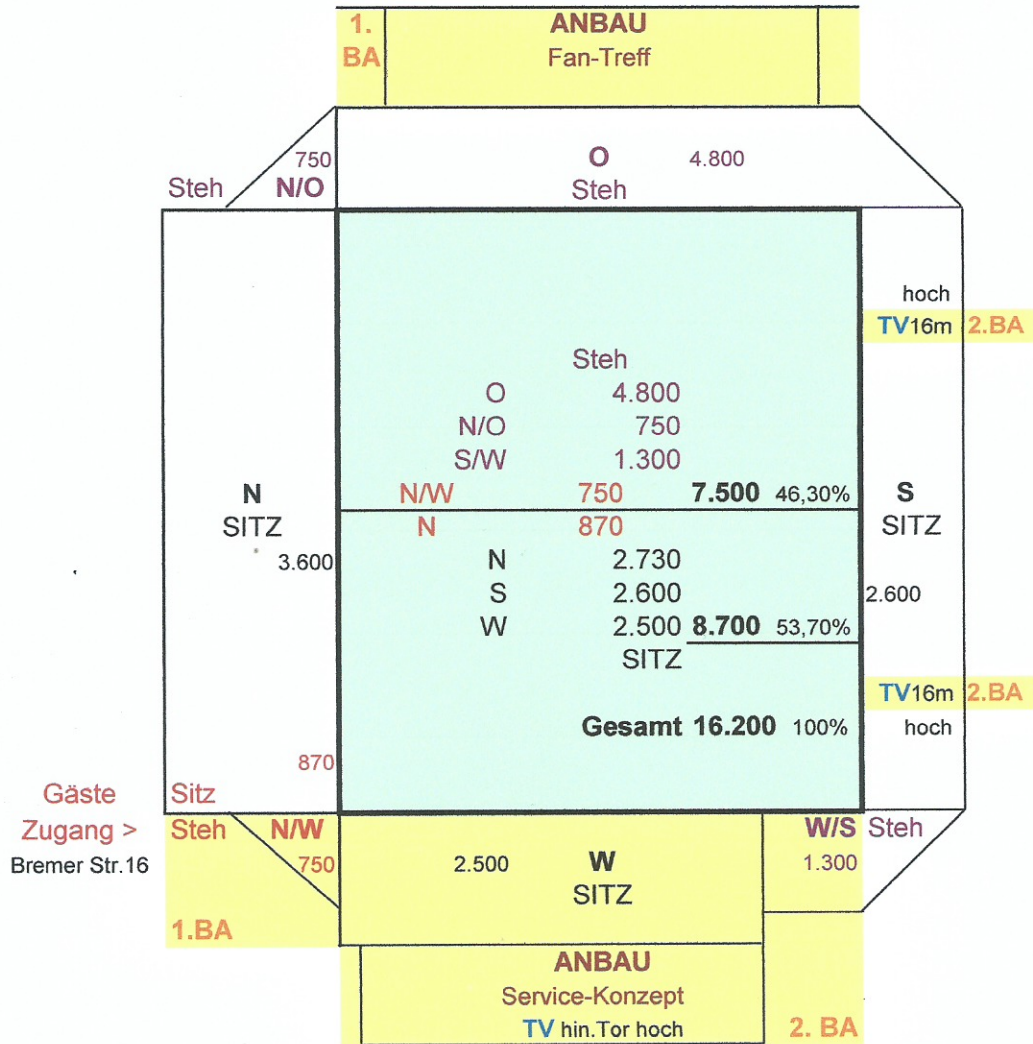 1. ANBAU
BA Fan-Treff
750 O 4.800
Steh N/O Steh
hoch
TV16m 2.BA
Steh
O 4.800
N/O 750
S/W 1.300
N N/W 750 7.500 46,30% S
SITZ N 870 SITZ
3.600 N 2.730
S 2.600 2.600
W 2.500 8.700 53,70%
SITZ
TV16m 2.BA
Gesamt 16.200 100% hoch
870
Gäste Sitz
Zugang > Steh N/W W/S Steh
Bremer Str.16 750 2.500 W 1.300
SITZ
1.BA
ANBAU
Service-Konzept
TV hin.Tor hoch 2. BA